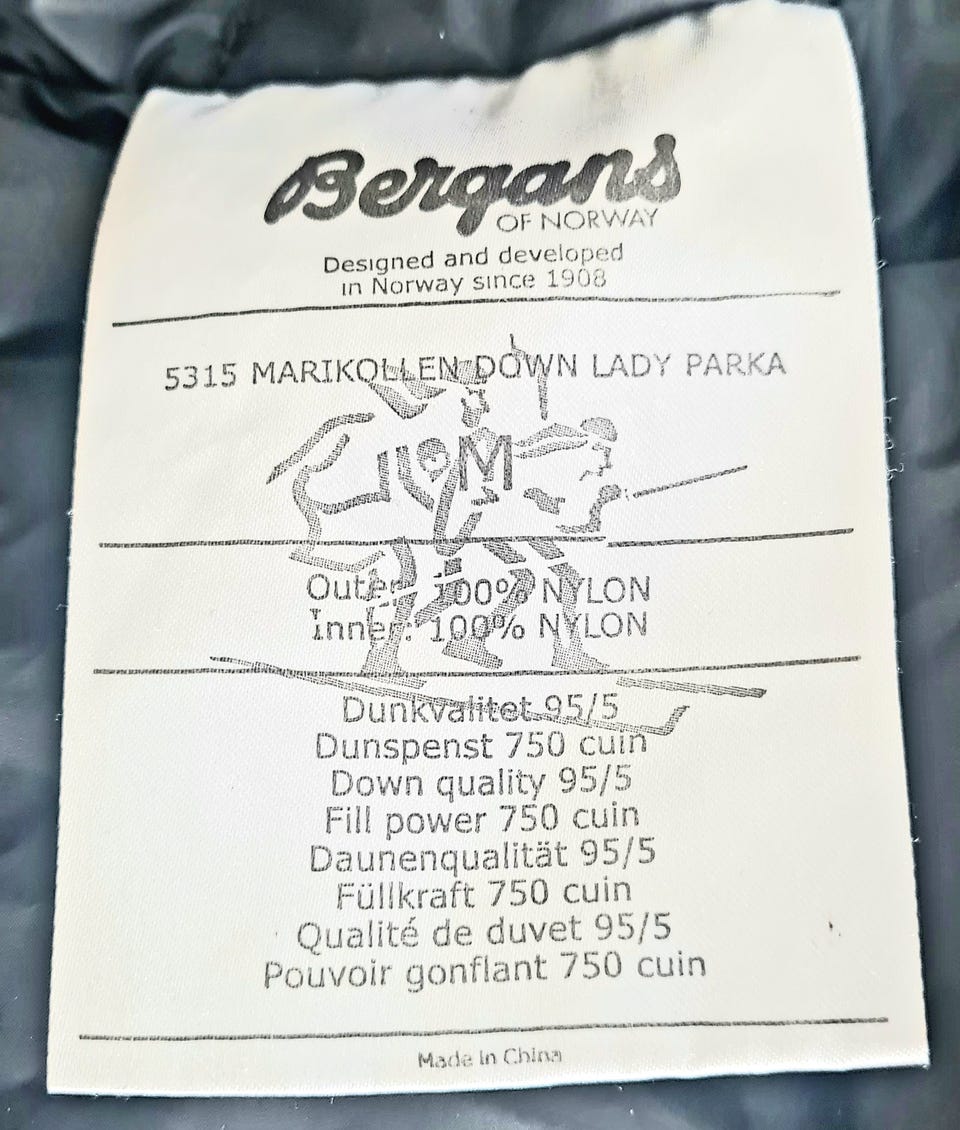 Bergans
OF NORWAY
Designed and developed
in Norway since 1908
5315 MARIKOLLEN DOWN LADY PARKA
M
Outer: 100% NYLON
Inner: 100% NYLON
Dunkvalitet 95/5
Dunspenst 750 cuin
Down quality 95/5
Fill power 750 cuin
Daunenqualität 95/5
Füllkraft 750 cuin
Qualité de duvet 95/5
Pouvoir gonflant 750 cuin
Made in China